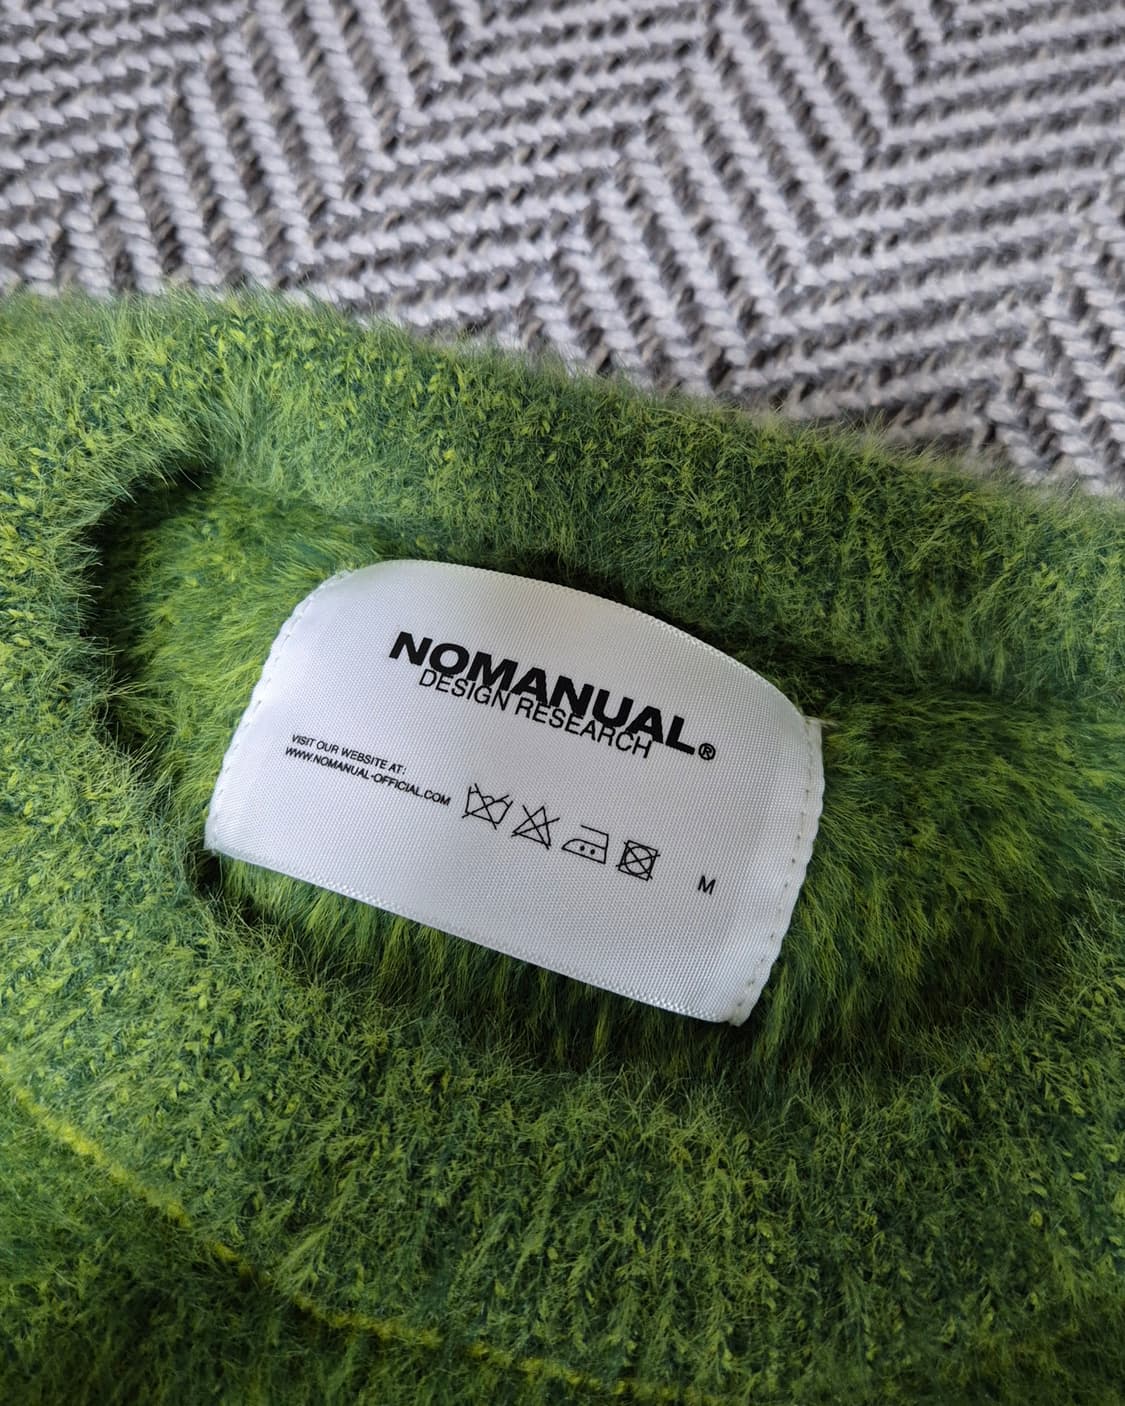 NOMANUAL®
DESIGN RESEARCH
VISIT OUR WEBSITE AT:
WWW.NOMANUAL-OFFICIAL.COM
M